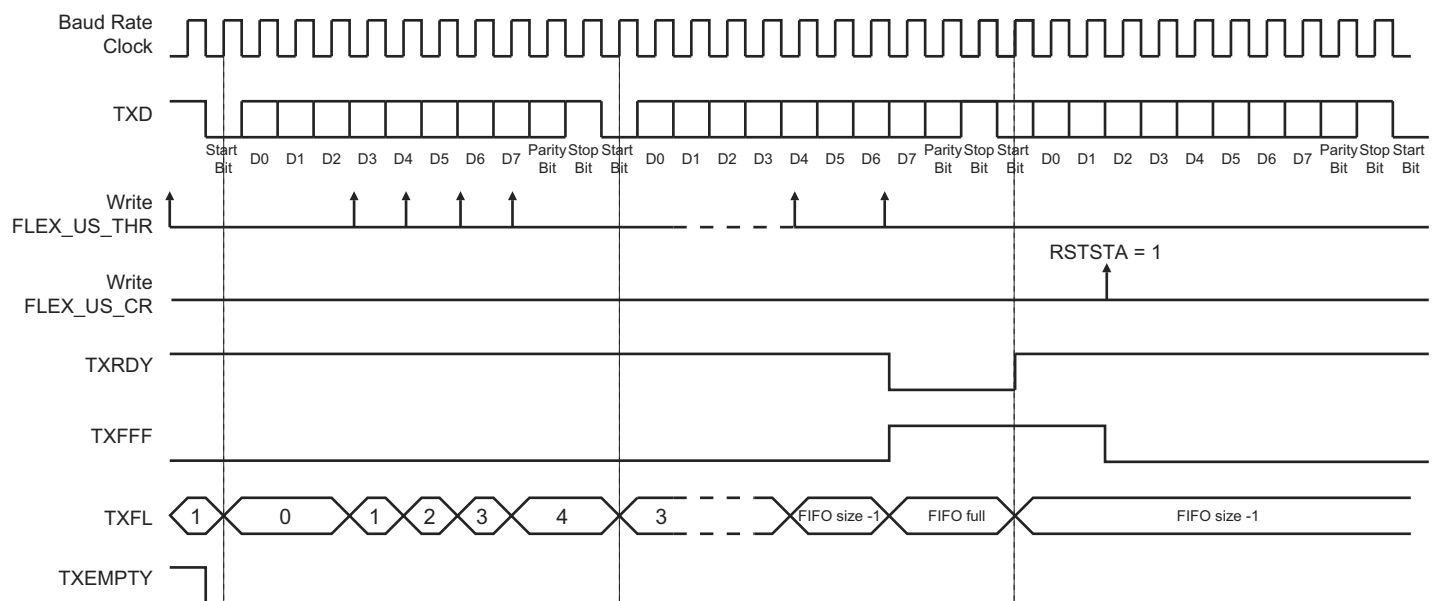 Baud Rate
Clock
TXD
Start
Bit
D0
D1
D2
D3
D4
D5
D6
D7
Parity
Bit
Stop
Bit
Start
Bit
D0
D1
D2
D3
D4
D5
D6
D7
Parity
Bit
Stop
Bit
Start
Bit
D0
D1
D2
D3
D4
D5
D6
D7
Parity
Bit
Stop
Bit
Start
Bit
Write
FLEX_US_THR
RSTSTA = 1
Write
FLEX_US_CR
TXRDY
TXFFF
TXFL
1
0
1
2
3
4
3
FIFO size -1
FIFO full
FIFO size -1
TXEMPTY